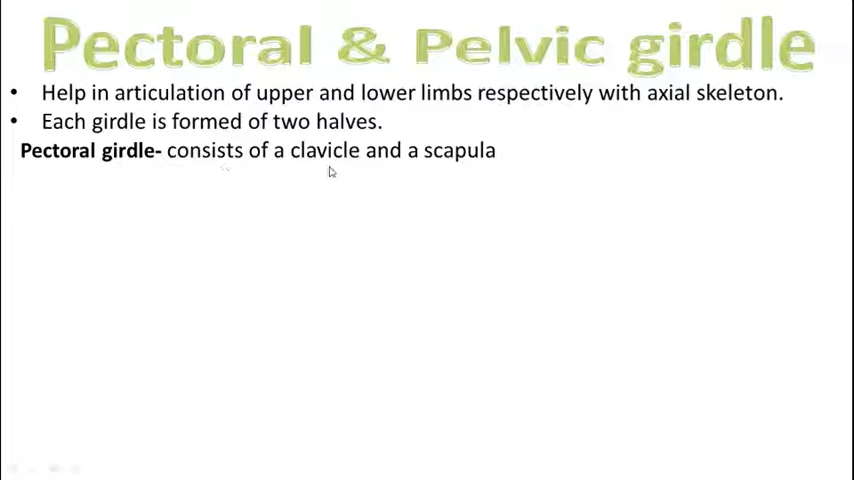 Pectoral & Pelvic girdle
• Help in articulation of upper and lower limbs respectively with axial skeleton.
• Each girdle is formed of two halves.
Pectoral girdle- consists of a clavicle and a scapula